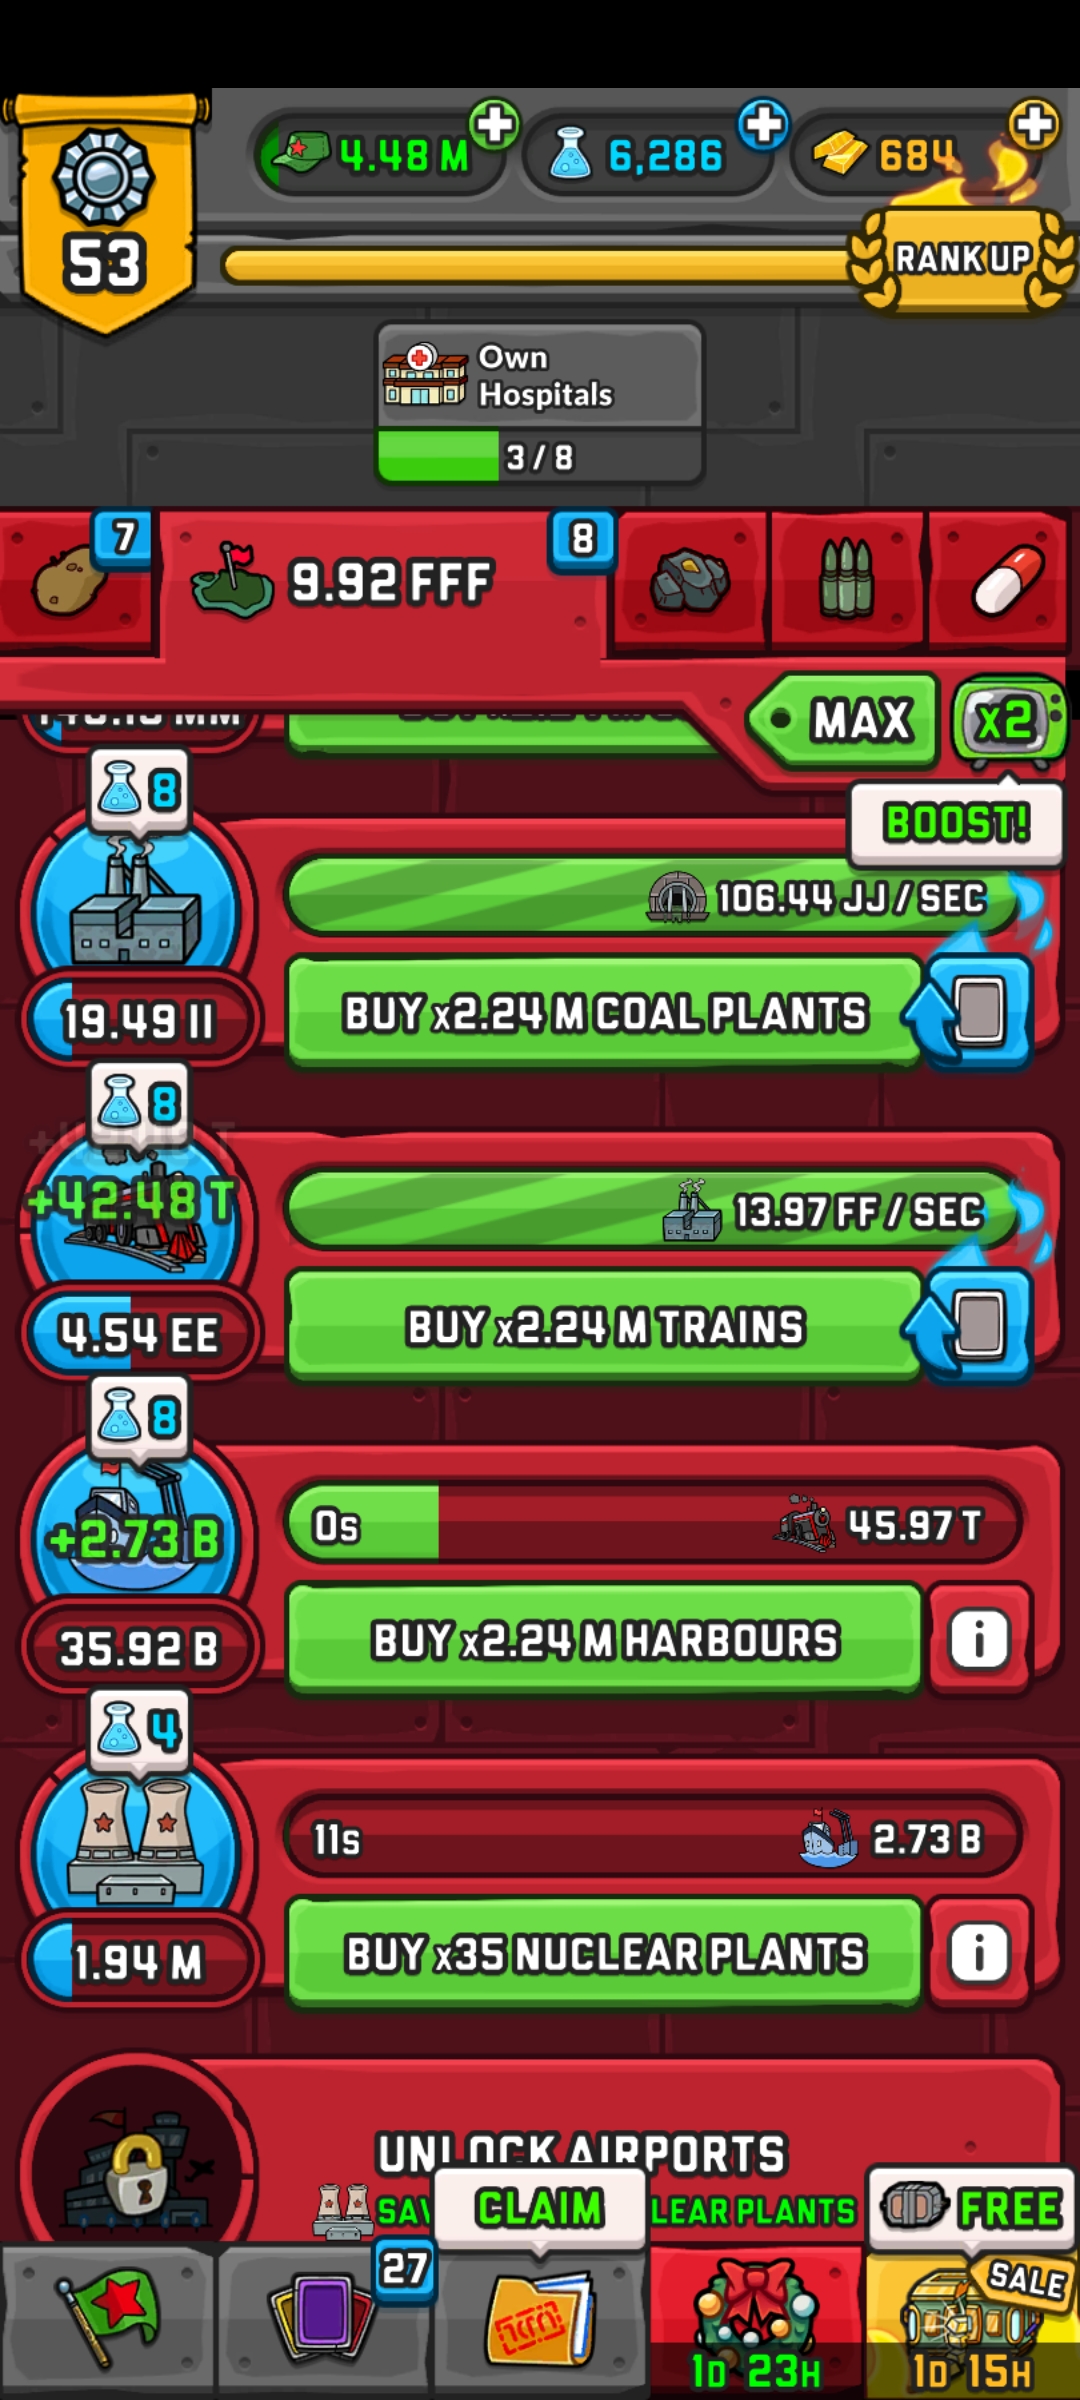 53
4.48 M
6,286
684
RANK UP
Own
Hospitals
3 / 8
7
9.92 FFF
8
MAX
x2
BOOST!
8
106.44 JJ / SEC
BUY x2.24 M COAL PLANTS
19.49 II
8
+42.48 T
13.97 FF / SEC
BUY x2.24 M TRAINS
4.54 EE
8
+2.73 B
0s
45.97 T
BUY x2.24 M HARBOURS
35.92 B
4
11s
2.73 B
BUY x35 NUCLEAR PLANTS
1.94 M
UNLOCK AIRPORTS
CLAIM
LEAR PLANTS
FREE
27
SALE
1D 23H
1D 15H